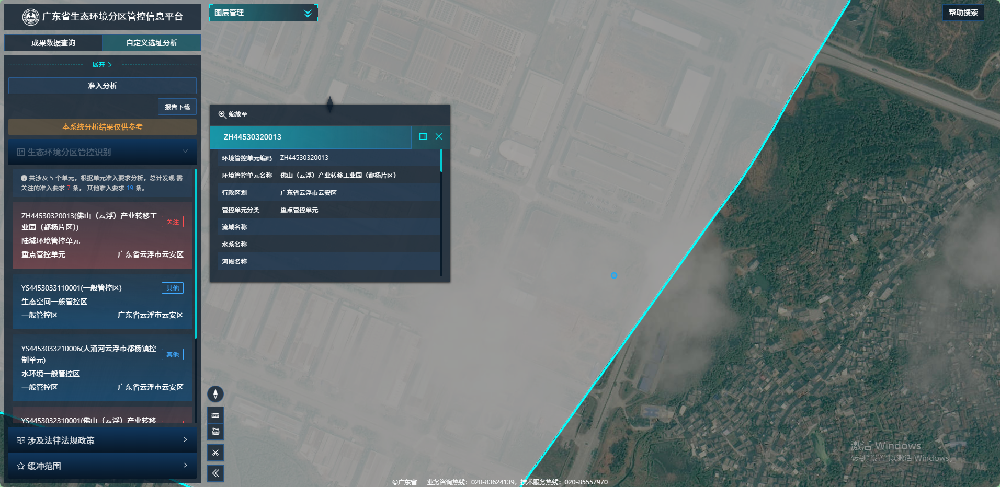 广东省生态环境分区管控信息平台
成果数据查询
自定义选址分析
展开
准入分析
报告下载
本系统分析结果仅供参考
生态环境分区管控识别
共涉及 5 个单元，根据单元准入要求分析，总计发现 需
关注的准入要求 7 条， 其他准入要求 19 条。
ZH44530320013(佛山（云浮）产业转移工
业园（都杨片区）)
关注
陆域环境管控单元
重点管控单元
广东省云浮市云安区
YS4453033110001(一般管控区)
其他
生态空间一般管控区
一般管控区
广东省云浮市云安区
YS4453033210006(大涌河云浮市都杨镇控
制单元)
其他
水环境一般管控区
一般管控区
广东省云浮市云安区
YS4453032310001(佛山（云浮）产业转移
涉及法律法规政策
缓冲范围
图层管理
帮助搜索
缩放至
ZH44530320013
环境管控单元编码 ZH44530320013
环境管控单元名称 佛山（云浮）产业转移工业园（都杨片区）
行政区划 广东省云浮市云安区
管控单元分类 重点管控单元
流域名称
水系名称
河段名称
激活 Windows
转到"设置"以激活 Windows。
©广东省 业务咨询热线：020-83624139，技术服务热线：020-85557970